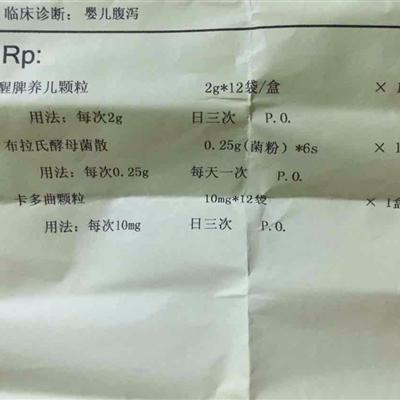 临床诊断: 婴儿腹泻
Rp:
醒脾养儿颗粒 2g*12袋/盒 × 1
用法: 每次2g 日三次 P.O.
布拉氏酵母菌散 0.25g(菌粉)*6s × 1
用法: 每次0.25g 每天一次 P.O.
卡多曲颗粒 10mg*12袋 × 1盒
用法: 每次10mg 日三次 P.O.